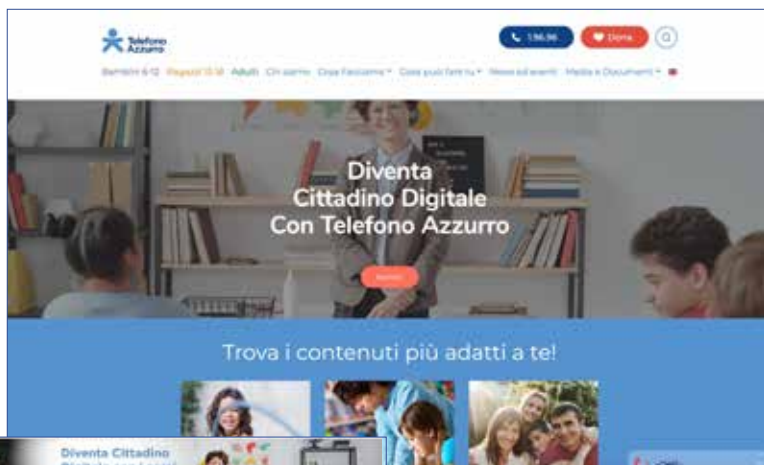 Telefono
Azzurro
1.96.96
Dona
Bambini 6-12 Ragazzi 13-18 Adulti Chi siamo Cosa Facciamo Cosa puoi fare tu News ed eventi Media e Documenti
Diventa
Cittadino Digitale
Con Telefono Azzurro
Trova i contenuti più adatti a te!
Diventa Cittadino